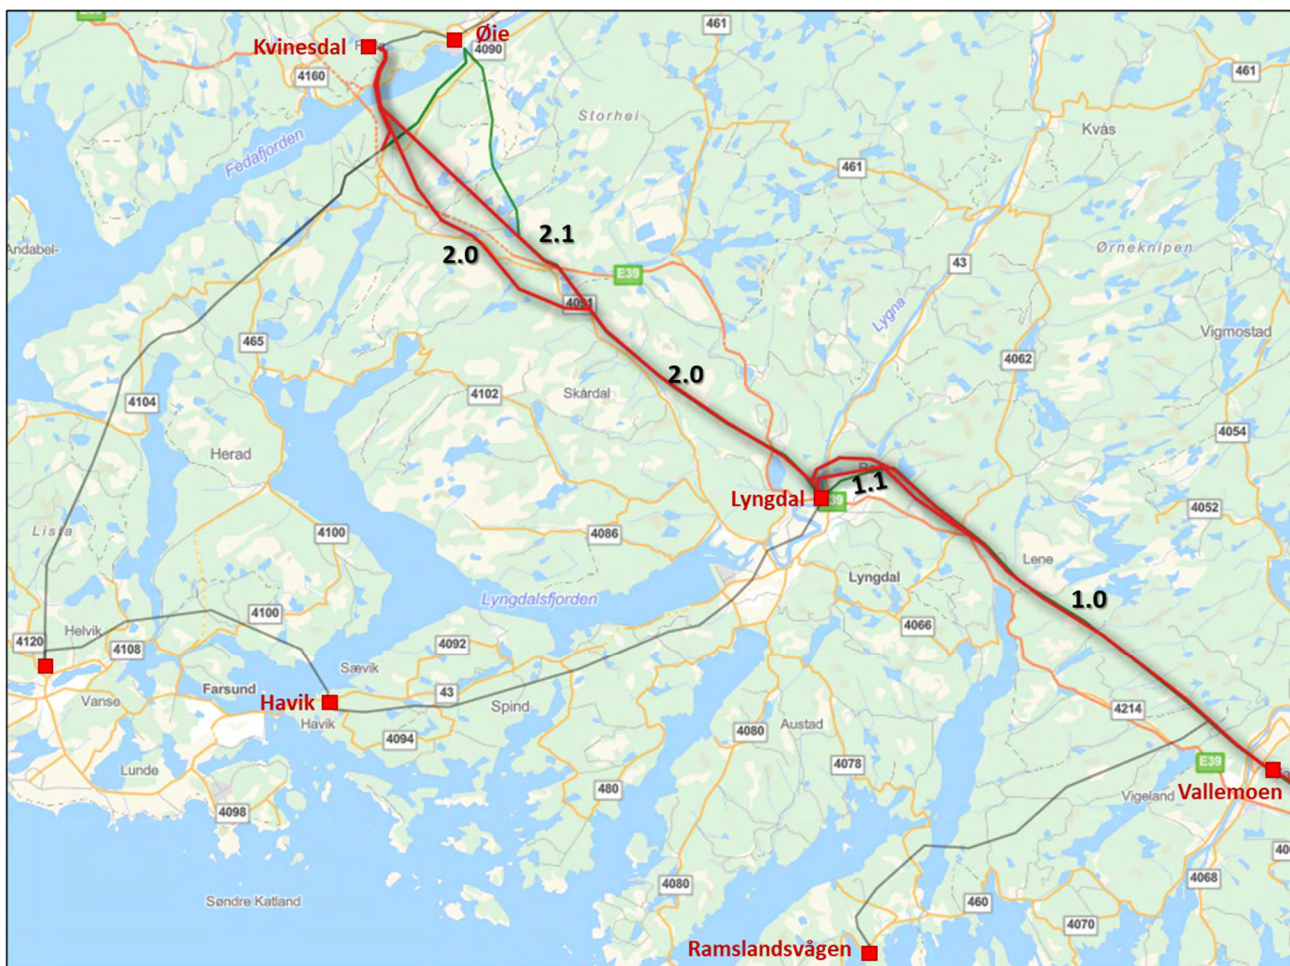 461
Øie
Kvinesdal
4090
4160
461
Storhei
Kvås
Fedafjorden
461
Andabel-
2.1
Ørneknipen
2.0
43
E39
4091
Lygna
Vigmostad
465
4062
2.0
Skårdal
4102
4104
4054
Herad
1.1
Lyngdal
4052
Lista
4100
4086
Lene
Lyngdal
Lyngdalsfjorden
1.0
4100
4066
Helvik
4120
4092
4108
Sævik
Farsund
43
Vanse
Havik
Spind
4214
Havik
Austad
4080
4094
E39
4078
Lunde
480
Vallemoen
Vigeland
4098
4068
4080
Søndre Katland
460
4070
Ramslandsvågen